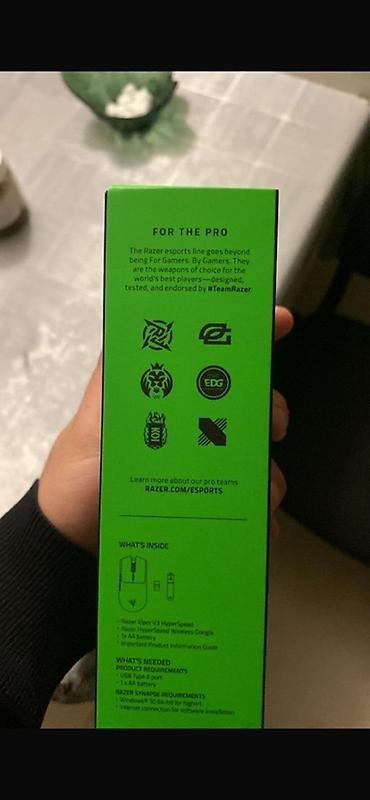 FOR THE PRO
The Razer esports line goes beyond
being For Gamers. By Gamers. They
are the weapons of choice for the
world's best players—designed,
tested, and endorsed by #TeamRazer.
EDG
KOI
Learn more about our pro teams
RAZER.COM/ESPORTS
WHAT'S INSIDE
- Razer Viper V3 HyperSpeed
- Razer HyperSpeed Wireless Dongle
- 1x AA battery
- Important Product Information Guide
WHAT'S NEEDED
PRODUCT REQUIREMENTS
- USB Type A port
- 1 x AA battery
RAZER SYNAPSE REQUIREMENTS
- Windows® 10 64-bit (or higher)
- Internet connection for software installation